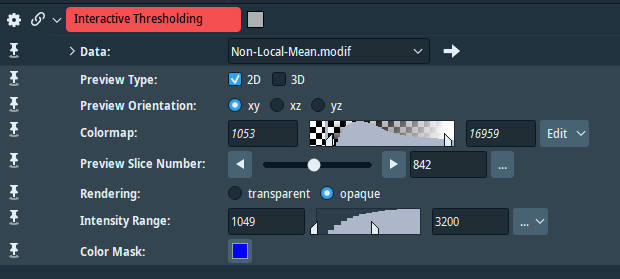 Interactive Thresholding
Data: Non-Local-Mean.modif
Preview Type: 2D 3D
Preview Orientation: xy xz yz
Colormap: 1053 16959 Edit
Preview Slice Number: 842 ...
Rendering: transparent opaque
Intensity Range: 1049 3200 ...
Color Mask: